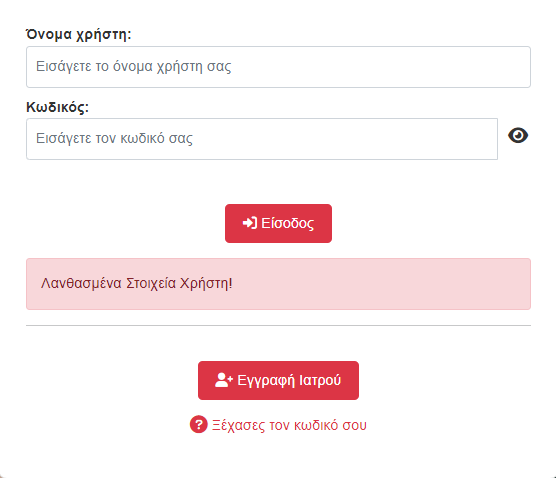 Όνομα χρήστη:
Εισάγετε το όνομα χρήστη σας
Κωδικός:
Εισάγετε τον κωδικό σας
Είσοδος
Λανθασμένα Στοιχεία Χρήστη!
Εγγραφή Ιατρού
Ξέχασες τον κωδικό σου